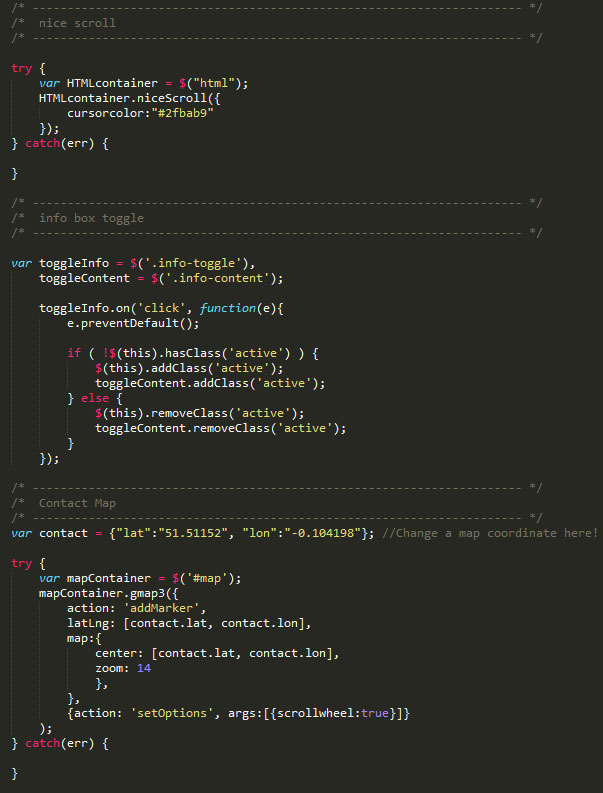 /* ---------------------------------------------------------------------- */
/*  nice scroll
/* ---------------------------------------------------------------------- */
try {
    var HTMLcontainer = $("html");
    HTMLcontainer.niceScroll({
        cursorcolor:"#2fbab9"
    });
} catch(err) {
}
/* ---------------------------------------------------------------------- */
/*  info box toggle
/* ---------------------------------------------------------------------- */
var toggleInfo = $('.info-toggle'),
    toggleContent = $('.info-content');
    toggleInfo.on('click', function(e){
        e.preventDefault();
        if ( !$(this).hasClass('active') ) {
            $(this).addClass('active');
            toggleContent.addClass('active');
        } else {
            $(this).removeClass('active');
            toggleContent.removeClass('active');
        }
    });
/* ---------------------------------------------------------------------- */
/*  Contact Map
/* ---------------------------------------------------------------------- */
var contact = {"lat":"51.51152", "lon":"-0.104198"}; //Change a map coordinate here!
try {
    var mapContainer = $('#map');
    mapContainer.gmap3({
        action: 'addMarker',
        latLng: [contact.lat, contact.lon],
        map:{
            center: [contact.lat, contact.lon],
            zoom: 14
            },
        },
        {action: 'setOptions', args:[{scrollwheel:true}]}
    );
} catch(err) {
}